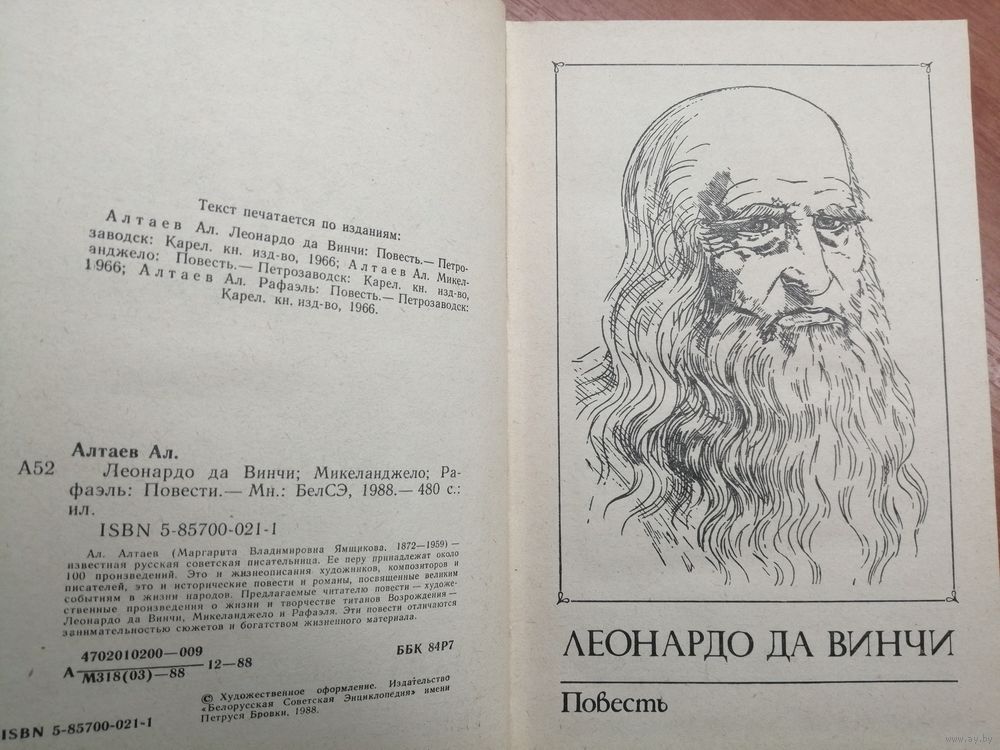 Текст печатается по изданиям:
Алтаев Ал. Леонардо да Винчи: Повесть.— Петро-
заводск: Карел. кн. изд-во, 1966; Алтаев Ал. Микел-
анджело: Повесть.— Петрозаводск: Карел. кн. изд-во,
1966; Алтаев Ал. Рафаэль: Повесть.— Петрозаводск:
Карел. кн. изд-во, 1966.
Алтаев Ал.
А52
Леонардо да Винчи; Микеланджело; Ра-
фаэль: Повести.— Мн.: БелСЭ, 1988.— 480 с.:
ил.
ISBN 5-85700-021-1
Ал. Алтаев (Маргарита Владимировна Ямщикова, 1872—1959) —
известная русская советская писательница. Ее перу принадлежат около
100 произведений. Это и жизнеописания художников, композиторов и
писателей, это и исторические повести и романы, посвященные великим
событиям в жизни народов. Предлагаемые читателю повести — художе-
ственные произведения о жизни и творчестве титанов Возрождения —
Леонардо да Винчи, Микеланджело и Рафаэля. Эти повести отличаются
занимательностью сюжетов и богатством жизненного материала.
4702010200—009
А 12—88
М318(03)—88
ББК 84Р7
© Художественное оформление. Издательство
«Белорусская Советская Энциклопедия» имени
Петруся Бровки, 1988.
ISBN 5-85700-021-1
ЛЕОНАРДО ДА ВИНЧИ
Повесть
www.ay.by